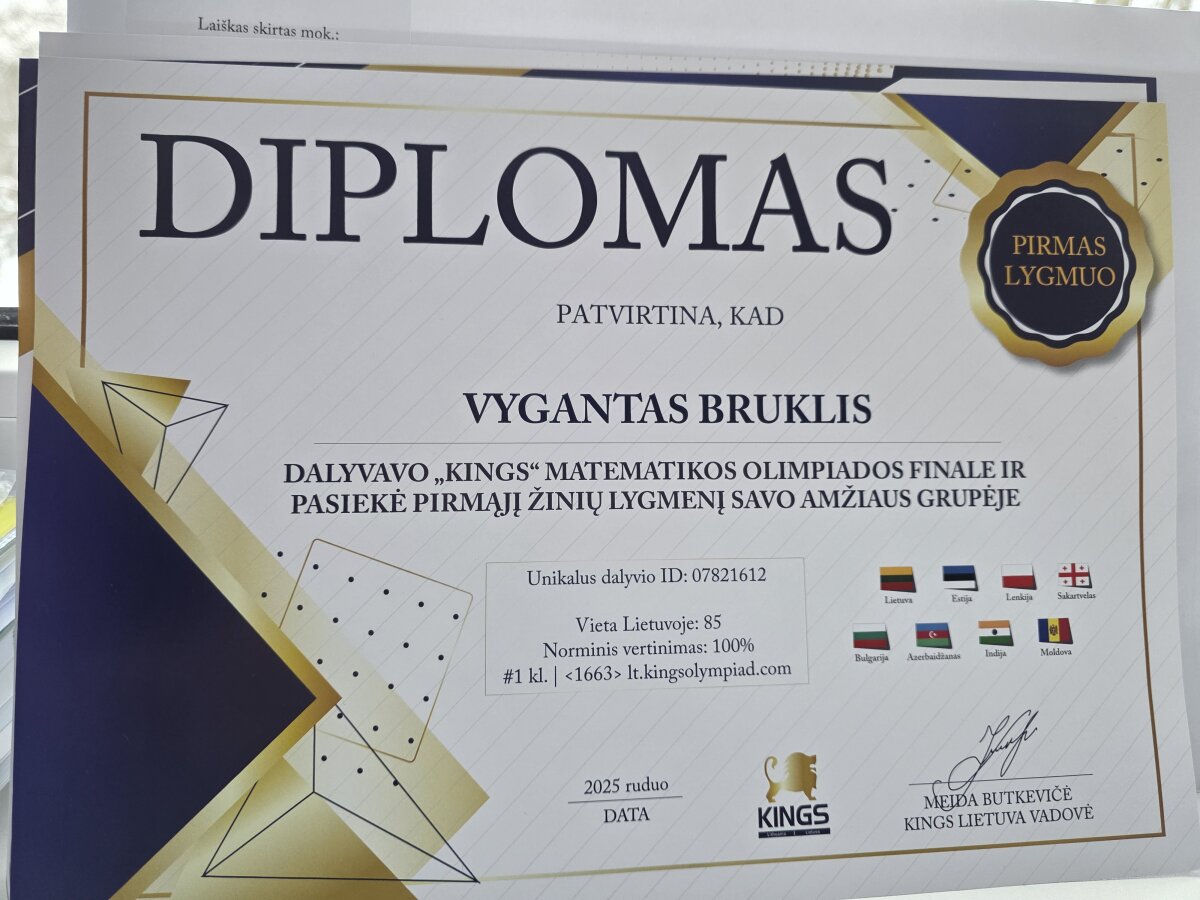 Laiškas skirtas mok.:
DIPLOMAS
PIRMAS
LYGMUO
PATVIRTINA, KAD
VYGANTAS BRUKLIS
DALYVAVO „KINGS“ MATEMATIKOS OLIMPIADOS FINALE IR
PASIEKĖ PIRMĄJĮ ŽINIŲ LYGMENĮ SAVO AMŽIAUS GRUPĖJE
Unikalus dalyvio ID: 07821612
Vieta Lietuvoje: 85
Norminis vertinimas: 100%
#1 kl. | <1663> lt.kingsolympiad.com
Lietuva Estija Lenkija Sakartvelas
Bulgarija Azerbaidžanas Indija Moldova
2025 ruduo
DATA
KINGS
MEIDA BUTKEVIČĖ
KINGS LIETUVA VADOVĖ